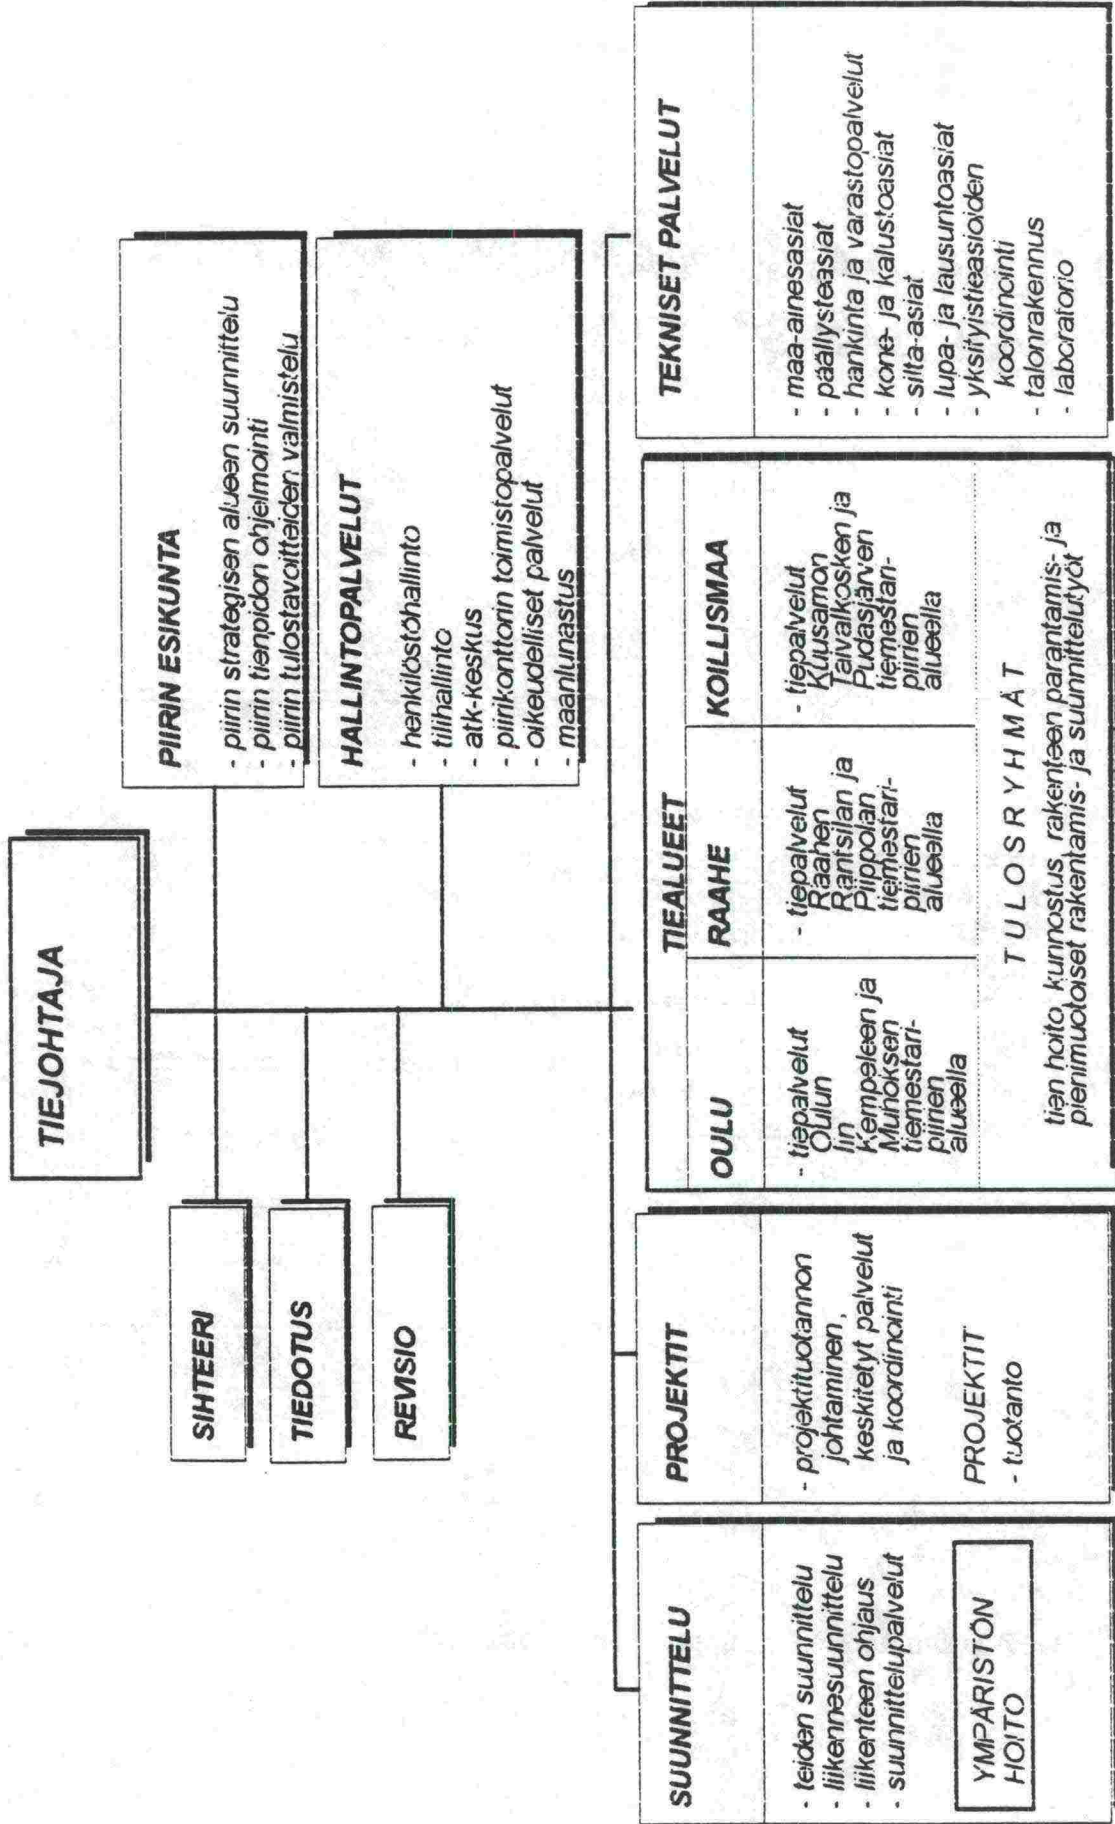 TIEJOHTAJA
SIHTEERI
TIEDOTUS
REVISIO
PIIRIN ESIKUNTA
- piirin strategisen alueen suunnittelu
- piirin tienpidon ohjelmointi
- piirin tulostavoitteiden valmistelu
HALLINTOPALVELUT
- henkilöstöhallinto
- tilihallinto
- atk-keskus
- piirikonttorin toimistopalvelut
- oikeudelliset palvelut
- maanlunastus
SUUNNITTELU
- teiden suunnittelu
- liikennesuunnittelu
- liikenteen ohjaus
- suunnittelupalvelut
YMPÄRISTÖN
HOITO
PROJEKTIT
- projektituotannon
johtaminen,
keskitetyt palvelut
ja koordinointi
PROJEKTIT
- tuotanto
TIEALUEET
OULU
- tiepalvelut
Oulun
Iin
Kempeleen ja
Muhoksen
tiemestari-
piirien
alueella
RAAHE
- tiepalvelut
Raahen
Rantsilan ja
Piippolan
tiemestari-
piirien
alueella
KOILLISMAA
- tiepalvelut
Kuusamon
Taivalkosken ja
Pudasjärven
tiemestari-
piirien
alueella
TULOSRYHMÄT
tien hoito, kunnostus, rakenteen parantamis- ja
pienimuotoiset rakentamis- ja suunnittelutyöt
TEKNISET PALVELUT
- maa-ainesasiat
- päällysteasiat
- hankinta ja varastopalvelut
- kone- ja kalustoasiat
- silta-asiat
- lupa- ja lausuntoasiat
- yksityistieasioiden
koordinointi
- talonrakennus
- laboratorio